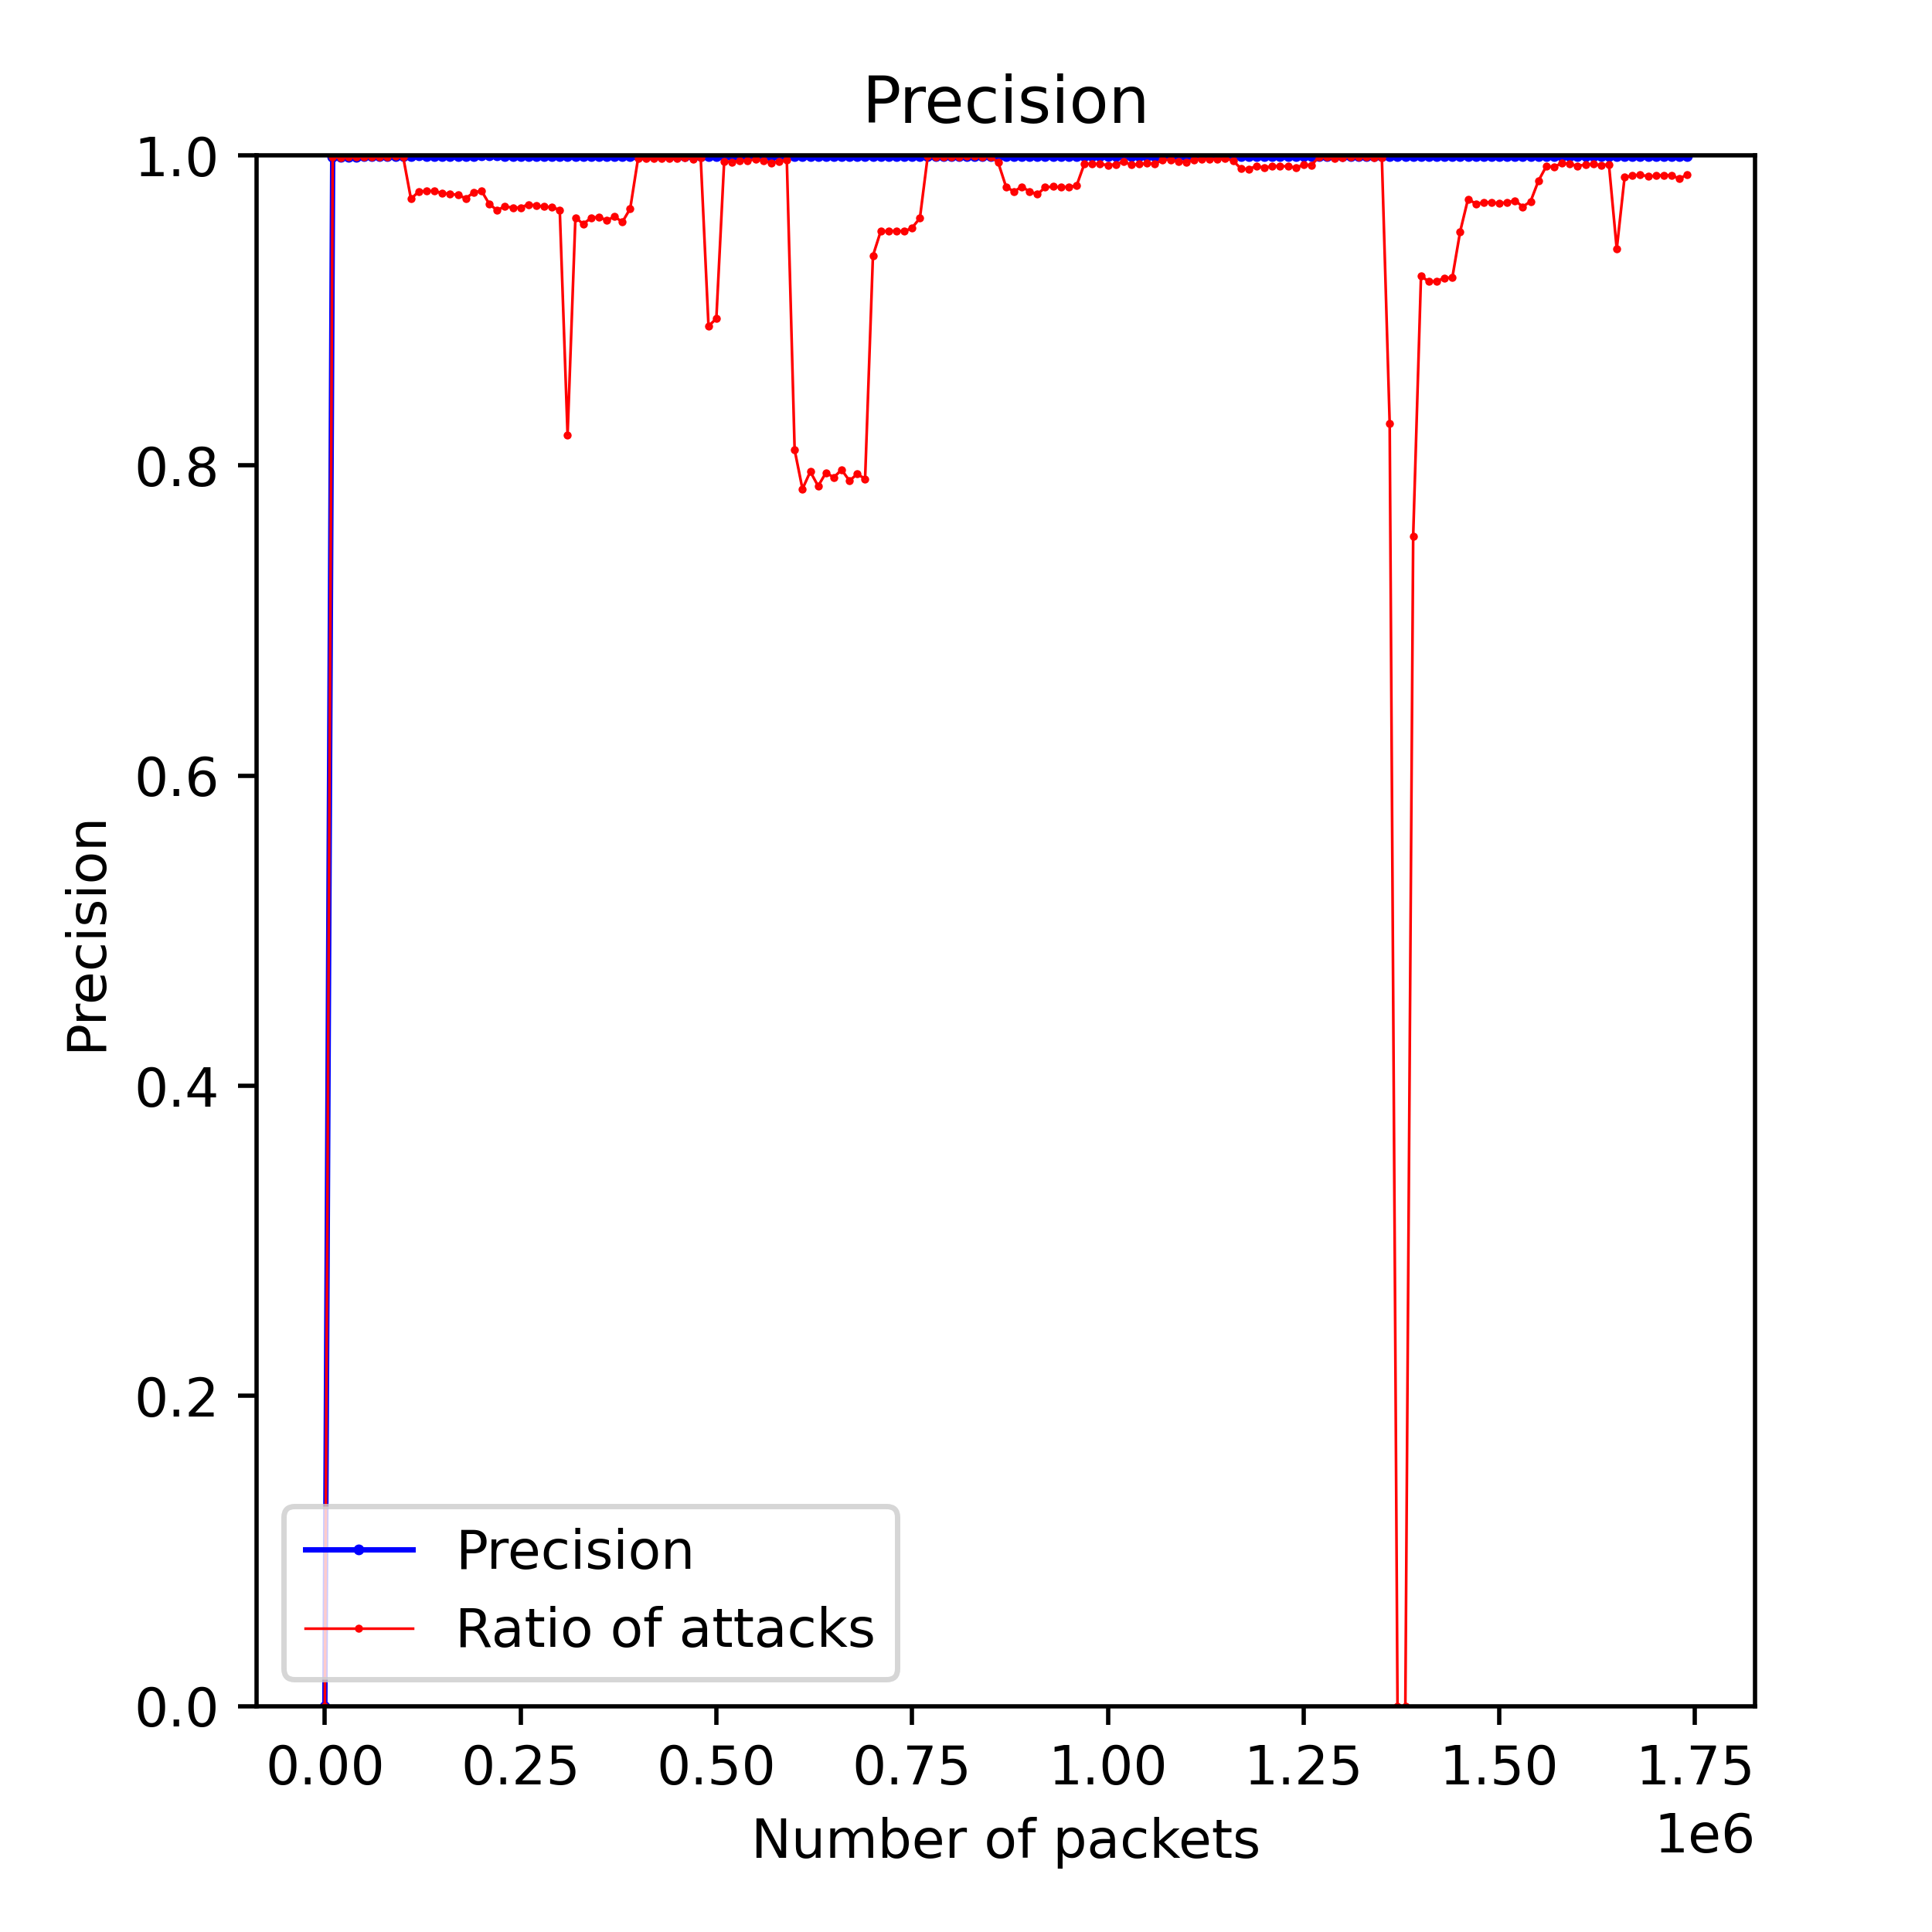 Precision
1.0
0.8
0.6
0.4
0.2
0.0
Precision
Precision
Ratio of attacks
0.00 0.25 0.50 0.75 1.00 1.25 1.50 1.75
Number of packets
1e6